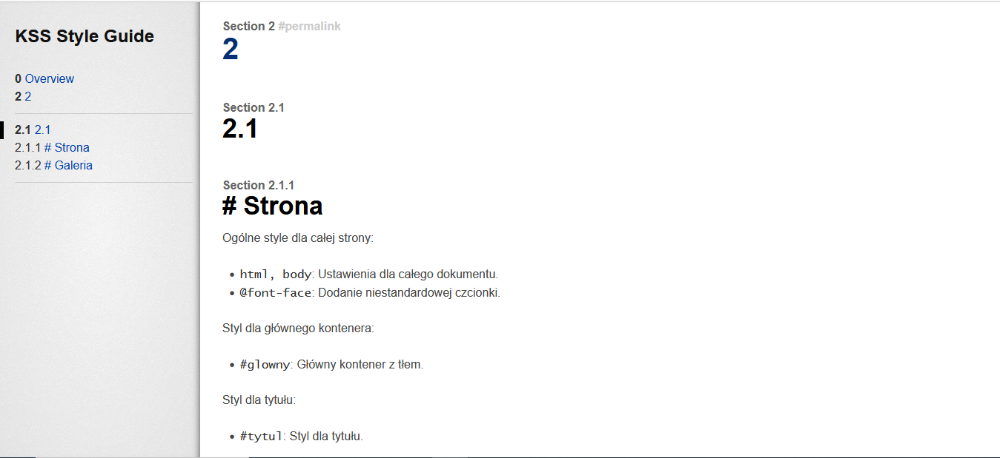 KSS Style Guide
0 Overview
2 2
2.1 2.1
2.1.1 # Strona
2.1.2 # Galeria
Section 2 #permalink
2
Section 2.1
2.1
Section 2.1.1
# Strona
Ogólne style dla całej strony:
• html, body: Ustawienia dla całego dokumentu.
• @font-face: Dodanie niestandardowej czcionki.
Styl dla głównego kontenera:
• #glowny: Główny kontener z tłem.
Styl dla tytułu:
• #tytul: Styl dla tytułu.